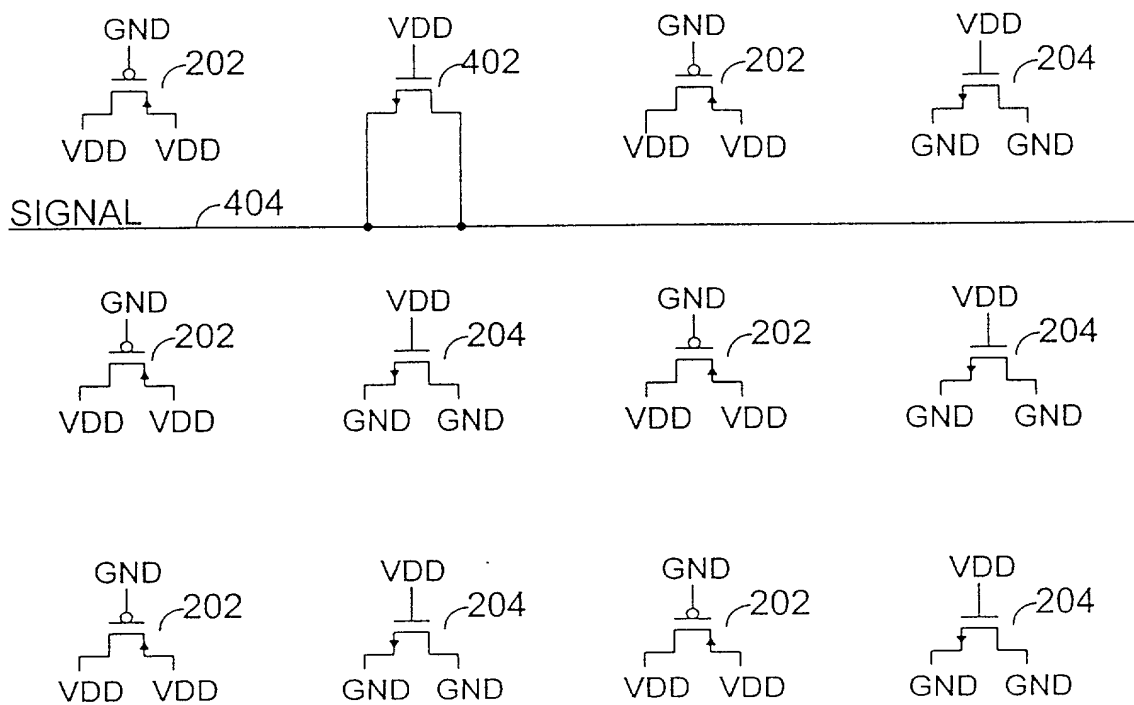 GND VDD GND VDD
202 402 202 204
VDD VDD VDD VDD GND GND
SIGNAL 404
GND VDD GND VDD
202 204 202 204
VDD VDD GND GND VDD VDD GND GND
GND VDD GND VDD
202 204 202 204
VDD VDD GND GND VDD VDD GND GND